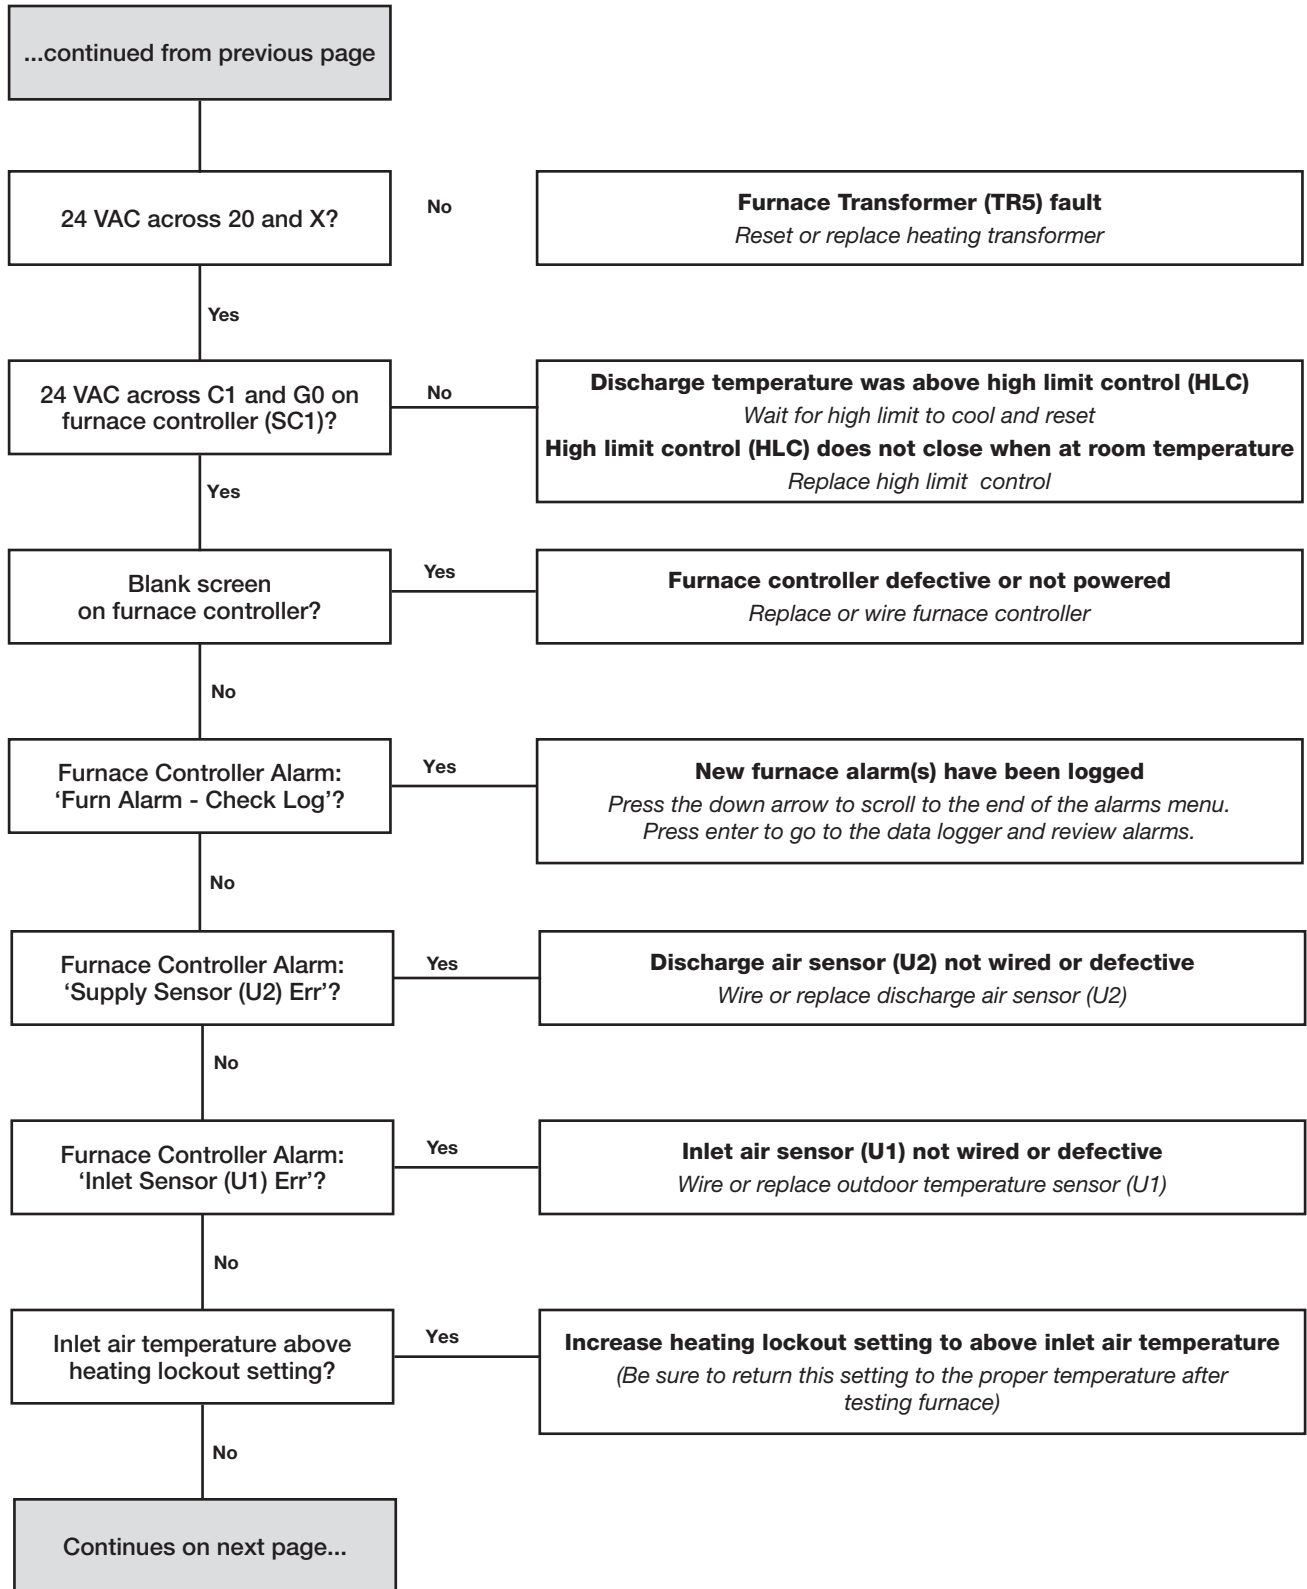 ...continued from previous page
24 VAC across 20 and X?
No
Furnace Transformer (TR5) fault
Reset or replace heating transformer
Yes
24 VAC across C1 and G0 on
furnace controller (SC1)?
No
Discharge temperature was above high limit control (HLC)
Wait for high limit to cool and reset
High limit control (HLC) does not close when at room temperature
Replace high limit control
Yes
Blank screen
on furnace controller?
Yes
Furnace controller defective or not powered
Replace or wire furnace controller
No
Furnace Controller Alarm:
‘Furn Alarm - Check Log’?
Yes
New furnace alarm(s) have been logged
Press the down arrow to scroll to the end of the alarms menu.
Press enter to go to the data logger and review alarms.
No
Furnace Controller Alarm:
‘Supply Sensor (U2) Err’?
Yes
Discharge air sensor (U2) not wired or defective
Wire or replace discharge air sensor (U2)
No
Furnace Controller Alarm:
‘Inlet Sensor (U1) Err’?
Yes
Inlet air sensor (U1) not wired or defective
Wire or replace outdoor temperature sensor (U1)
No
Inlet air temperature above
heating lockout setting?
Yes
Increase heating lockout setting to above inlet air temperature
(Be sure to return this setting to the proper temperature after
testing furnace)
No
Continues on next page...